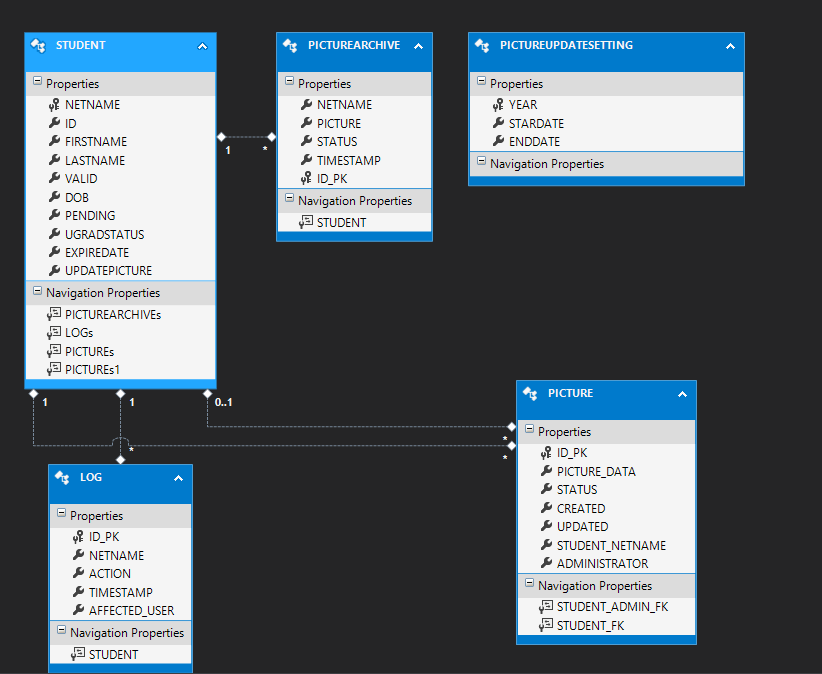 STUDENT
Properties
NETNAME
ID
FIRSTNAME
LASTNAME
VALID
DOB
PENDING
UGRADSTATUS
EXPIREDATE
UPDATEPICTURE
Navigation Properties
PICTUREARCHIVEs
LOGs
PICTUREs
PICTUREs1
1
*
PICTUREARCHIVE
Properties
NETNAME
PICTURE
STATUS
TIMESTAMP
ID_PK
Navigation Properties
STUDENT
PICTUREUPDATESETTING
Properties
YEAR
STARDATE
ENDDATE
Navigation Properties
1
1
0..1
*
*
*
LOG
Properties
ID_PK
NETNAME
ACTION
TIMESTAMP
AFFECTED_USER
Navigation Properties
STUDENT
PICTURE
Properties
ID_PK
PICTURE_DATA
STATUS
CREATED
UPDATED
STUDENT_NETNAME
ADMINISTRATOR
Navigation Properties
STUDENT_ADMIN_FK
STUDENT_FK